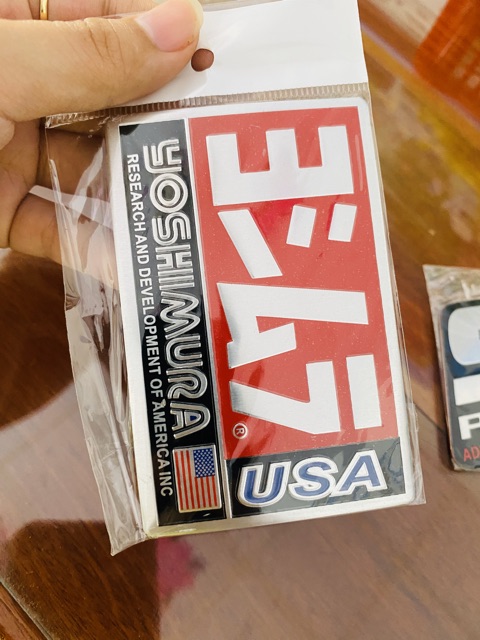 ヨシムラ
®
USA
YOSHIMURA
RESEARCH AND DEVELOPMENT OF AMERICA INC